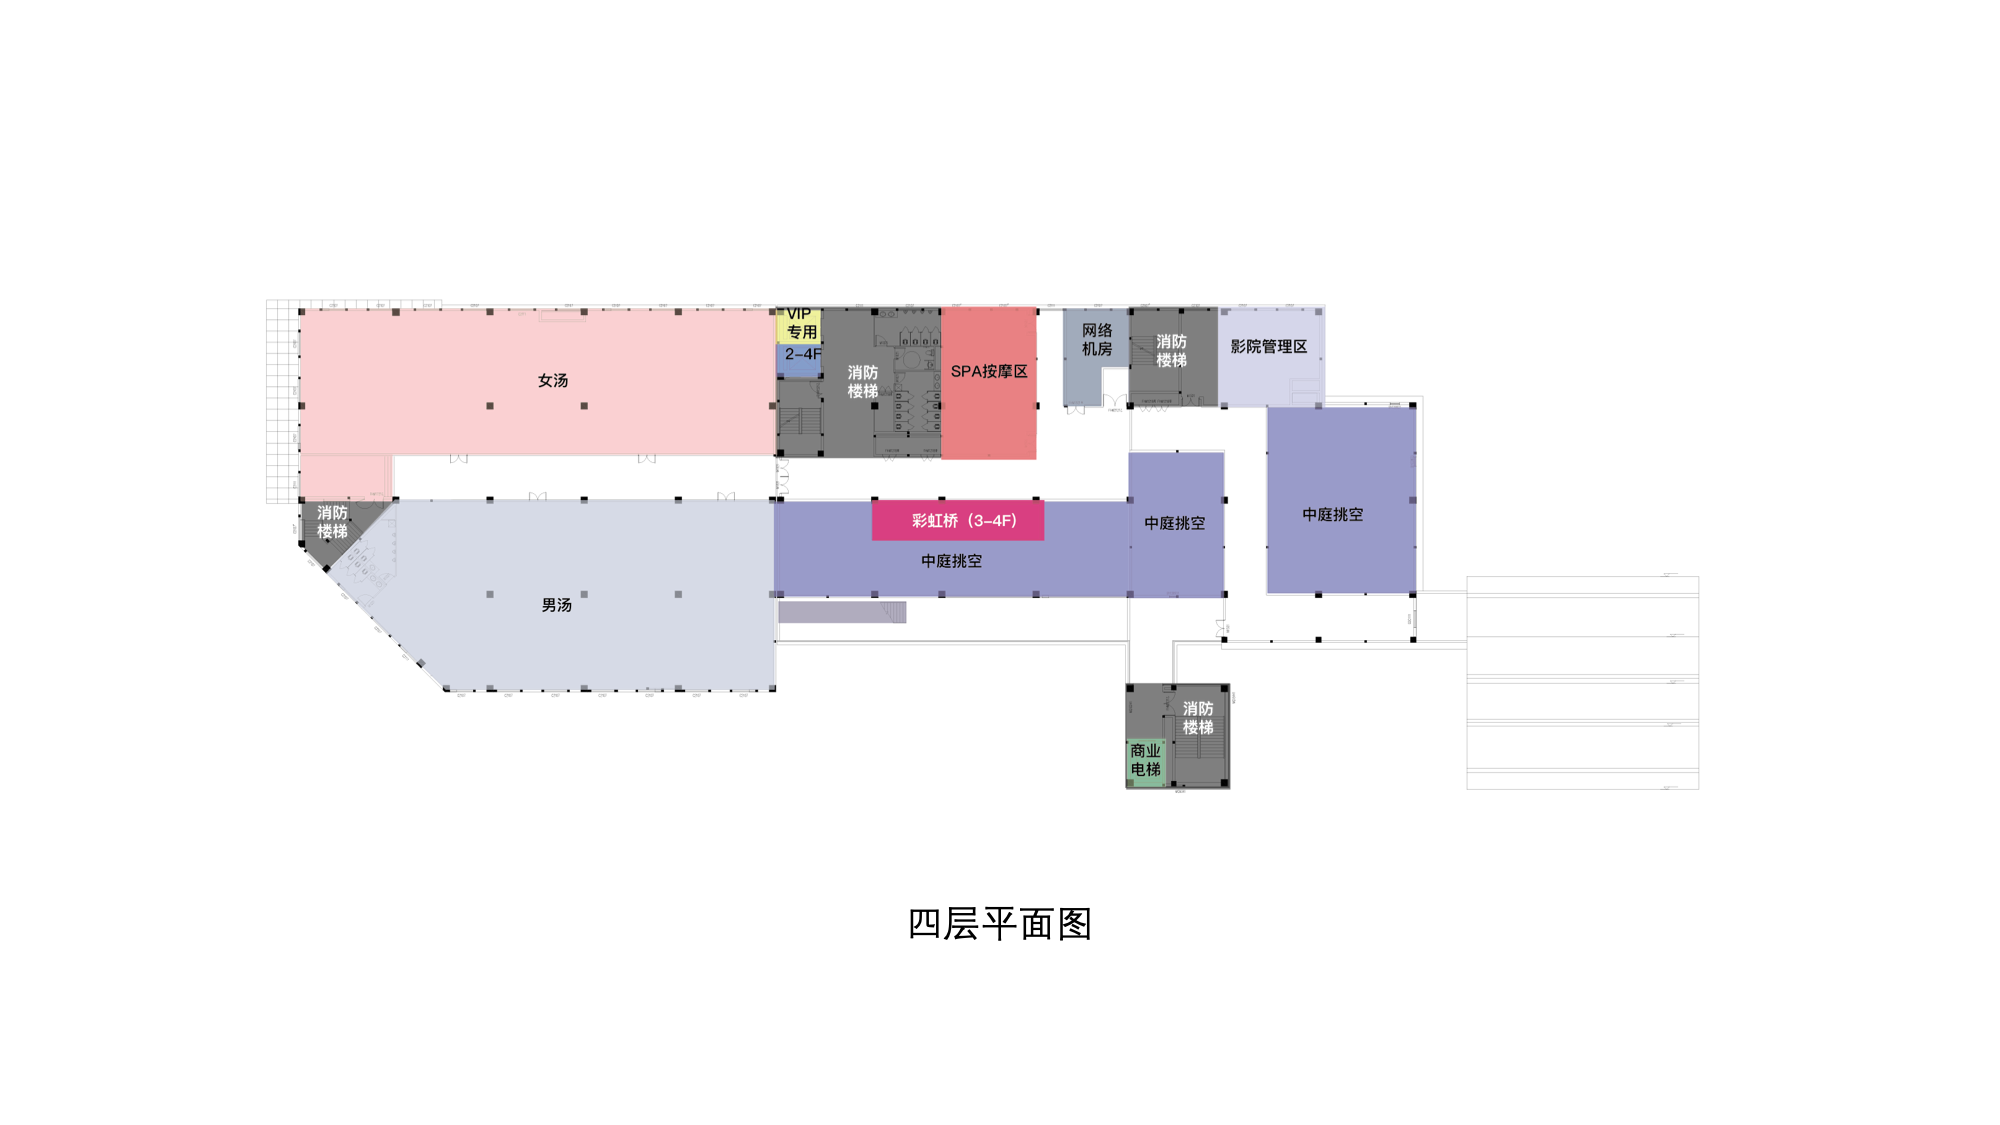 VIP
专用
2-4F
女汤
消防
楼梯
SPA按摩区
网络
机房
消防
楼梯
影院管理区
消防
楼梯
彩虹桥（3-4F）
中庭挑空
中庭挑空
中庭挑空
男汤
消防
楼梯
商业
电梯
四层平面图